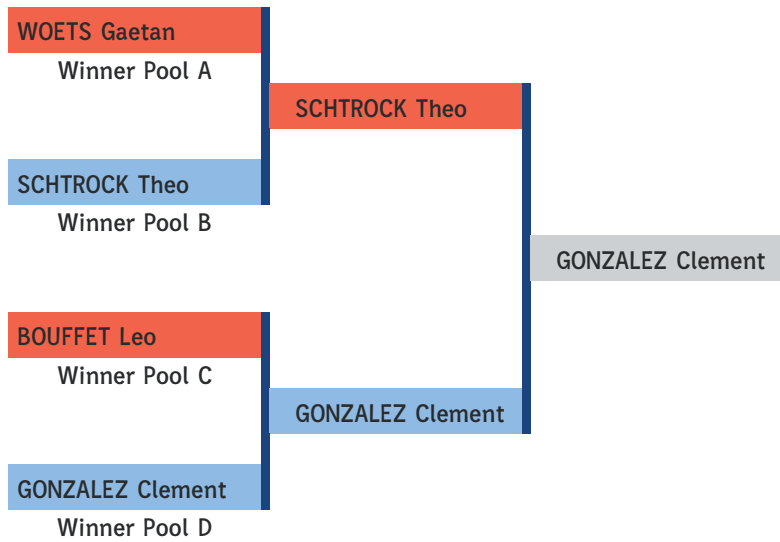 WOETS Gaetan
Winner Pool A
SCHTROCK Theo
SCHTROCK Theo
Winner Pool B
GONZALEZ Clement
BOUFFET Leo
Winner Pool C
GONZALEZ Clement
GONZALEZ Clement
Winner Pool D